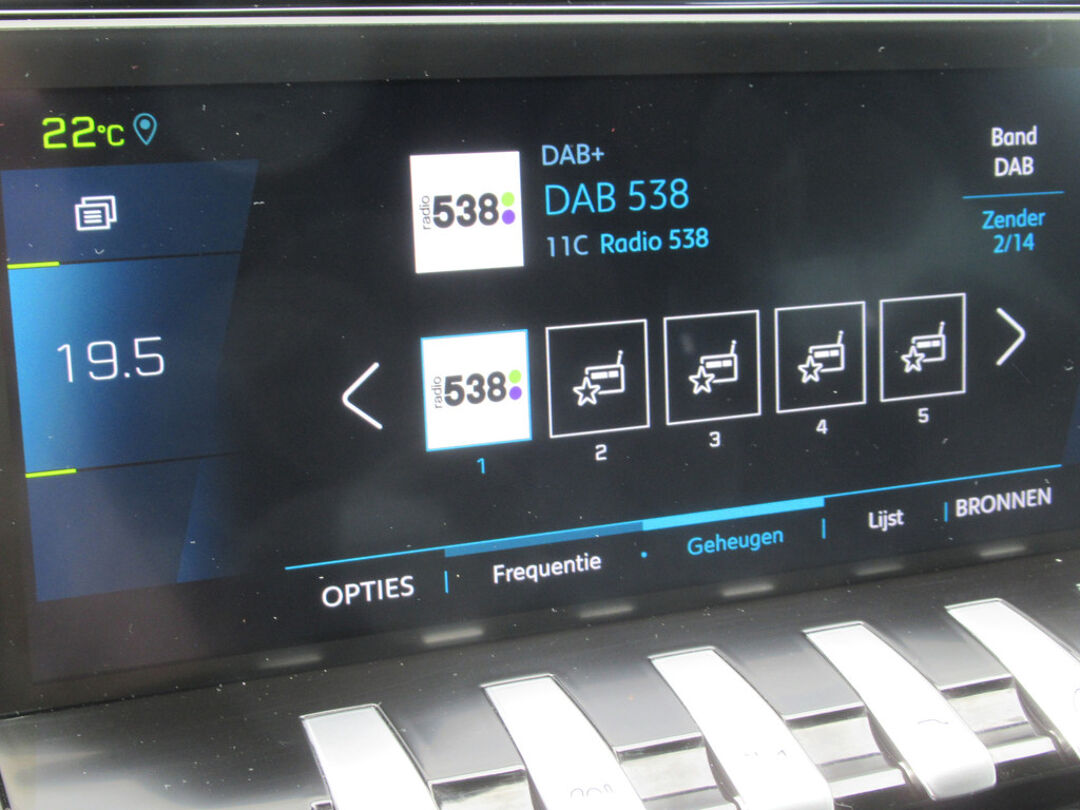 22°C
19.5
radio 538
DAB+
DAB 538
11C Radio 538
Band
DAB
Zender
2/14
radio 538
1
2
3
4
5
OPTIES
Frequentie
Geheugen
Lijst
BRONNEN